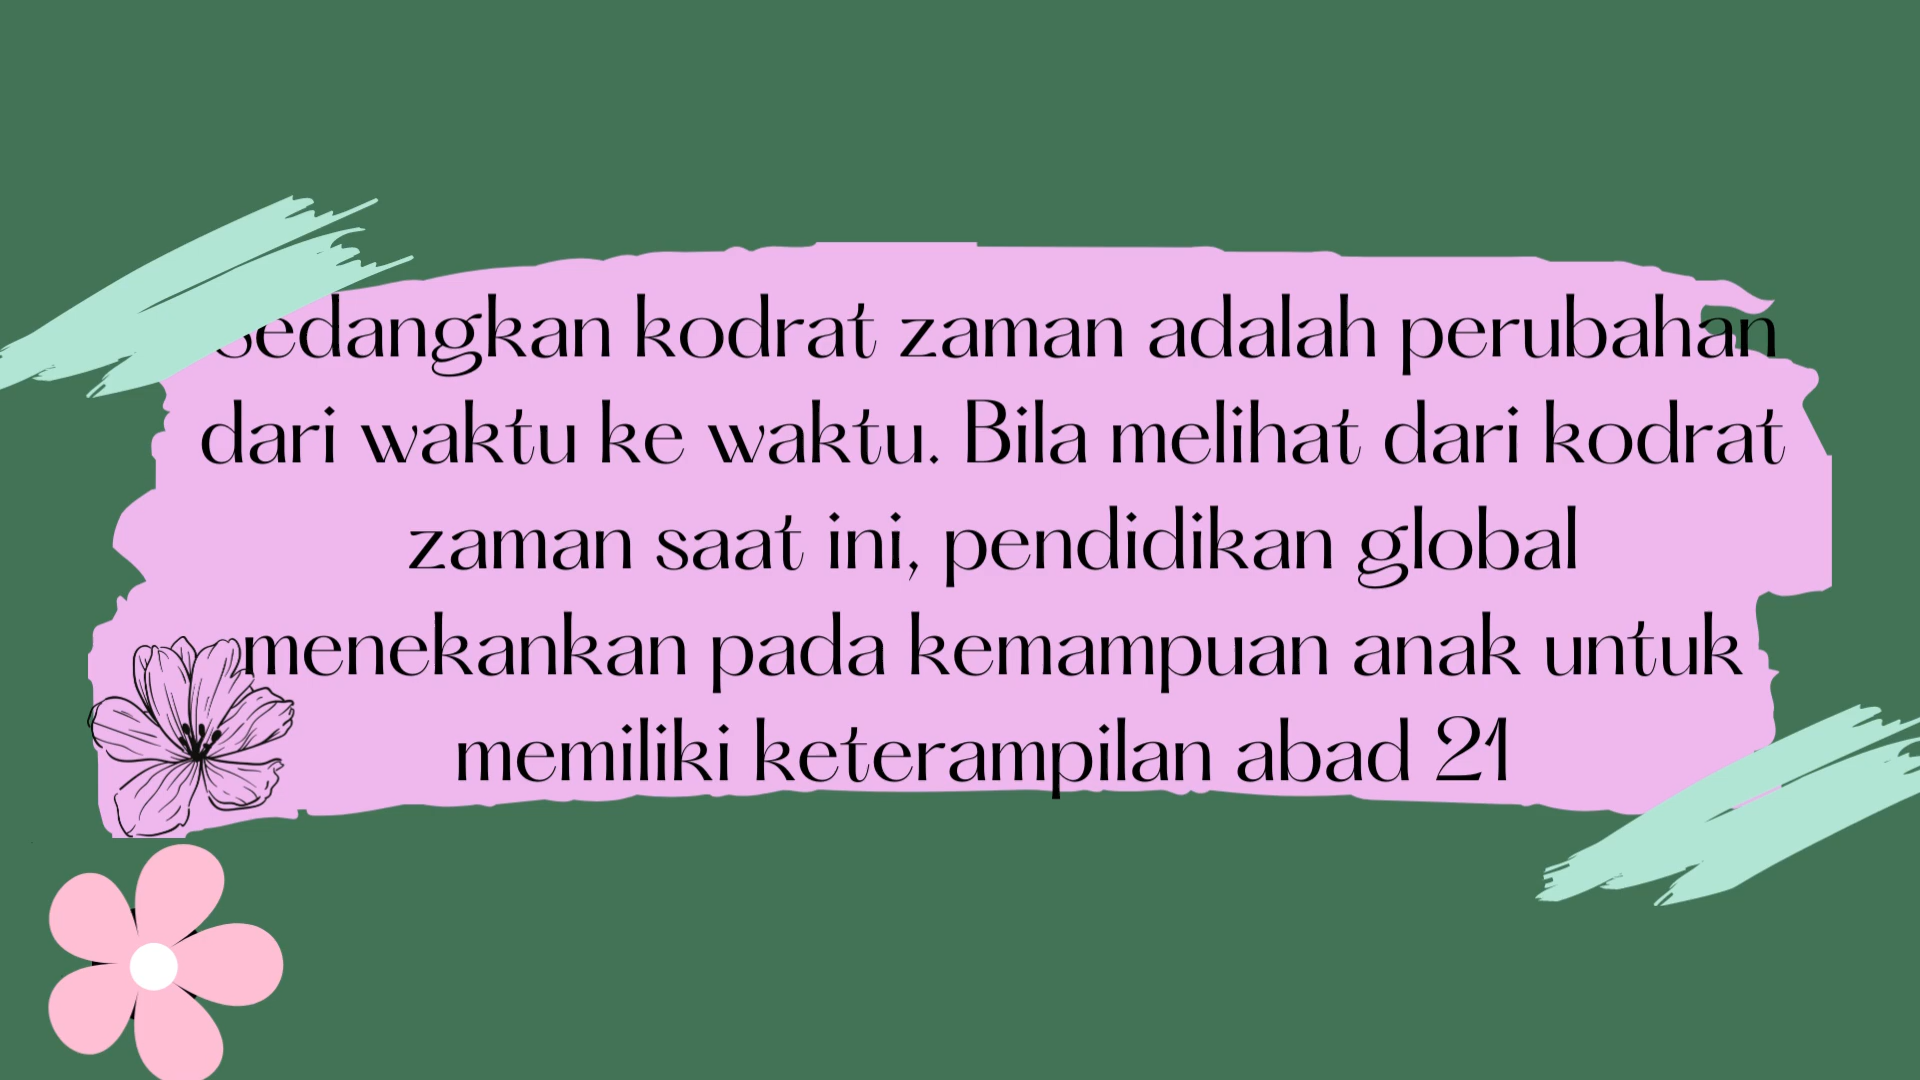 Sedangkan kodrat zaman adalah perubahan
dari waktu ke waktu. Bila melihat dari kodrat
zaman saat ini, pendidikan global
menekankan pada kemampuan anak untuk
memiliki keterampilan abad 21